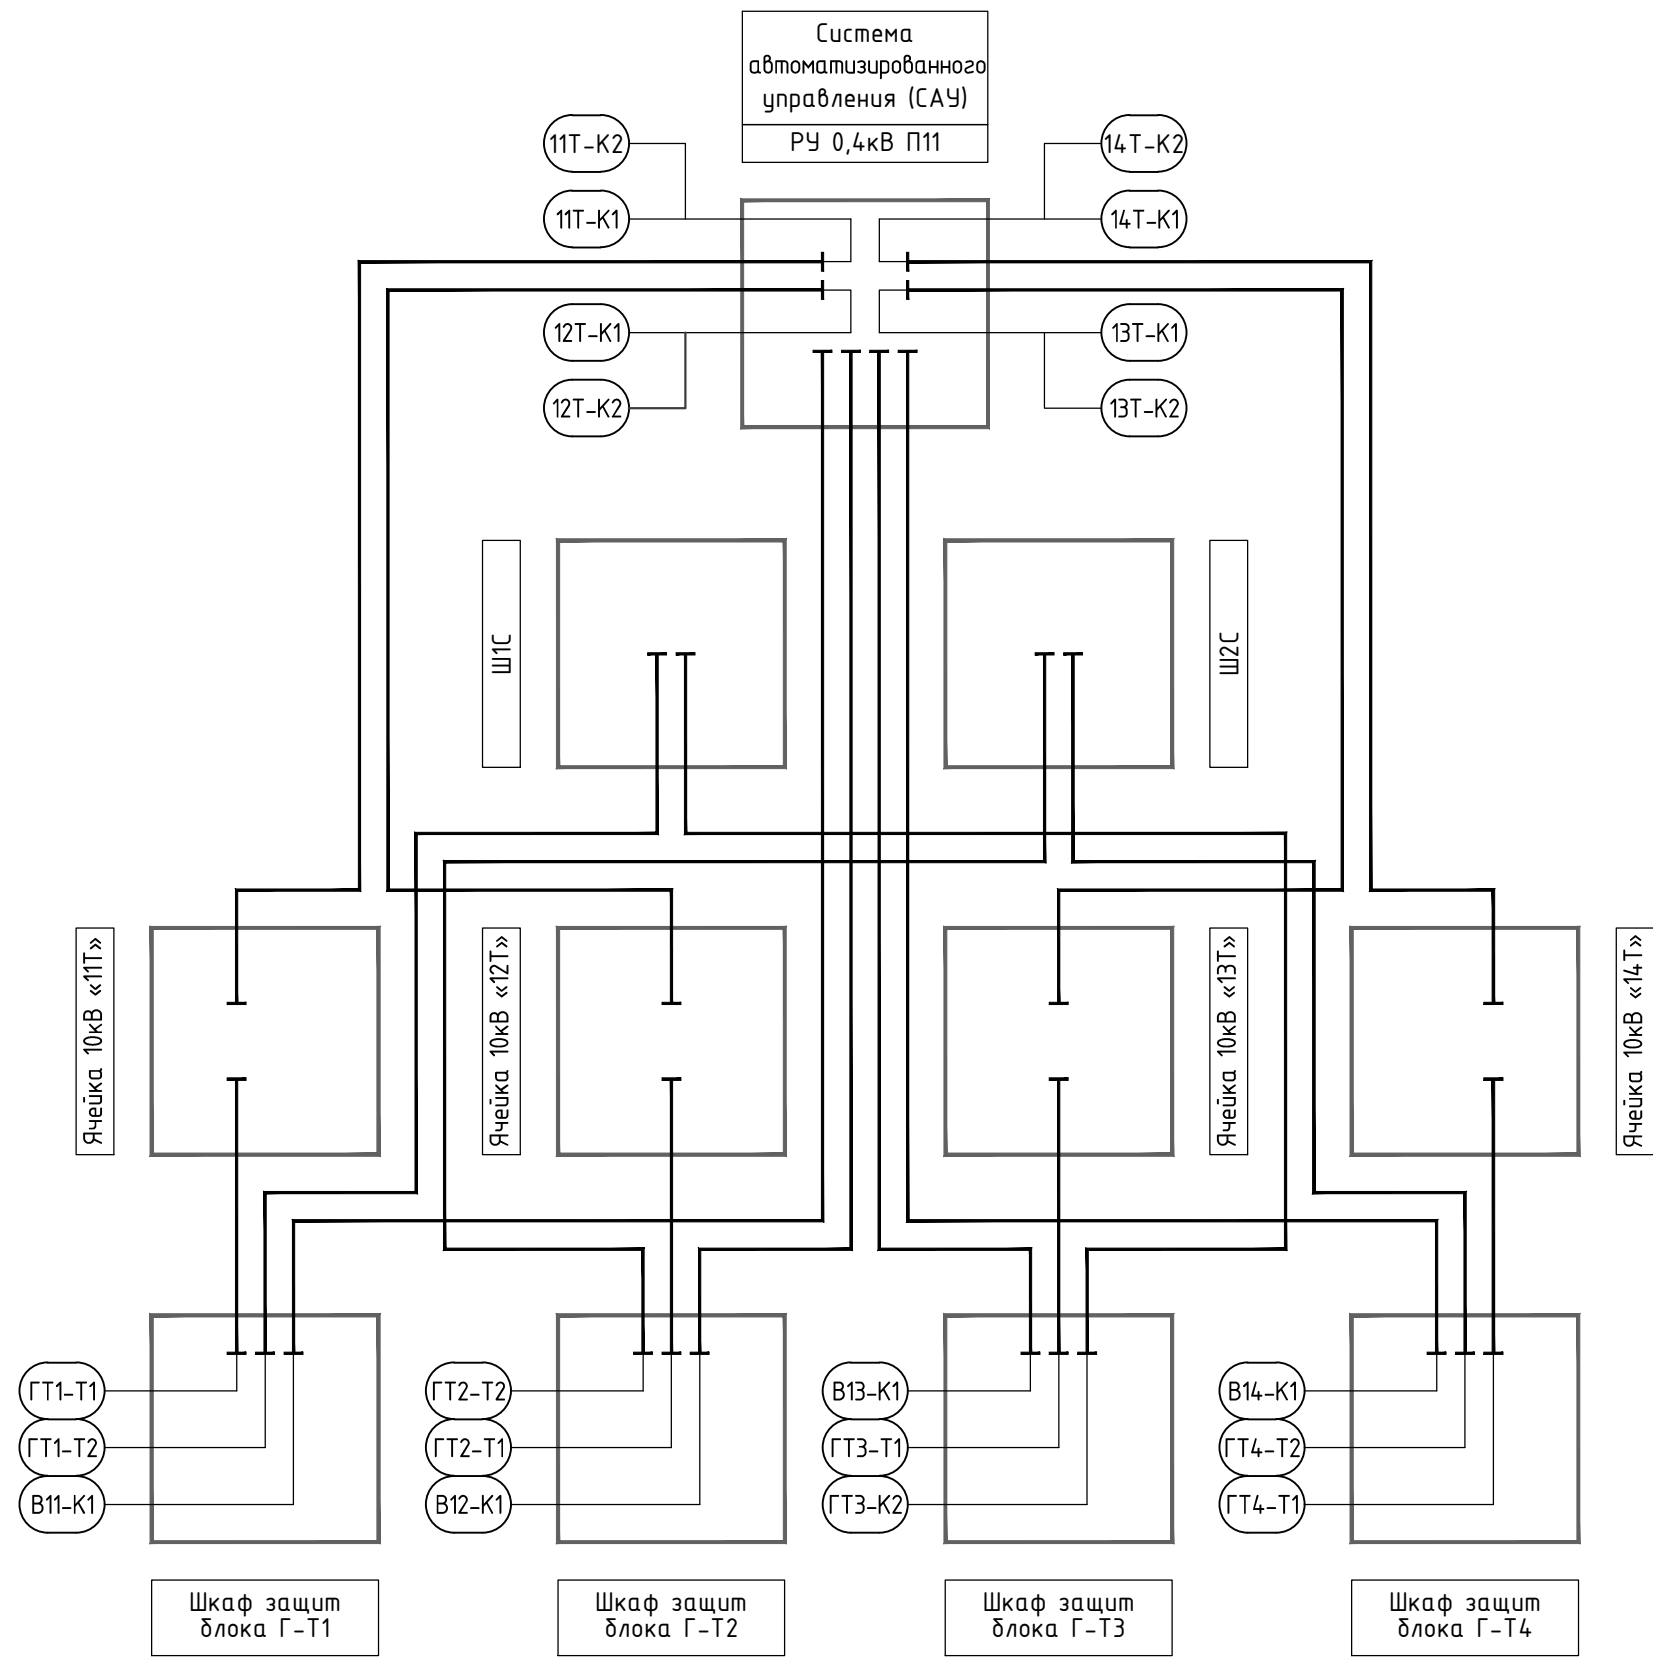 Система
автоматизированного
управления (САУ)
РУ 0,4кВ П11
11Т-К2
14Т-К2
11Т-К1
14Т-К1
12Т-К1
13Т-К1
12Т-К2
13Т-К2
Ш1С
Ш2С
Ячейка 10кВ «11Т»
Ячейка 10кВ «12Т»
Ячейка 10кВ «13Т»
Ячейка 10кВ «14Т»
ГТ1-Т1
ГТ1-Т2
В11-К1
ГТ2-Т2
ГТ2-Т1
В12-К1
В13-К1
ГТ3-Т1
ГТ3-К2
В14-К1
ГТ4-Т2
ГТ4-Т1
Шкаф защит
блока Г-Т1
Шкаф защит
блока Г-Т2
Шкаф защит
блока Г-Т3
Шкаф защит
блока Г-Т4